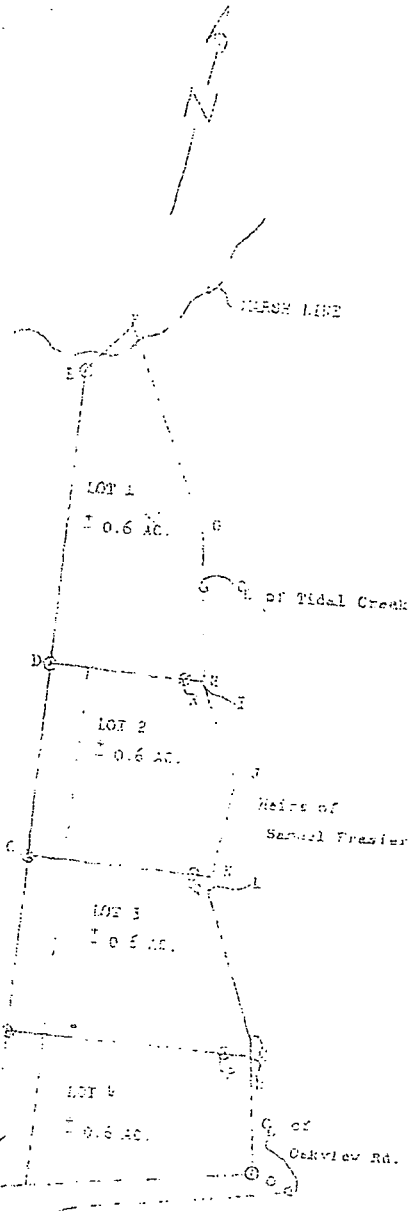 N
MARSH LINE
F
E
LOT 1
± 0.6 AC.
G
℄ of Tidal Creek
D
H
I
LOT 2
± 0.6 AC.
J
Heirs of
Samuel Frasier
C
K
L
LOT 3
± 0.6 AC.
LOT 4
± 0.6 AC.
℄ of
Oakview Rd.
O